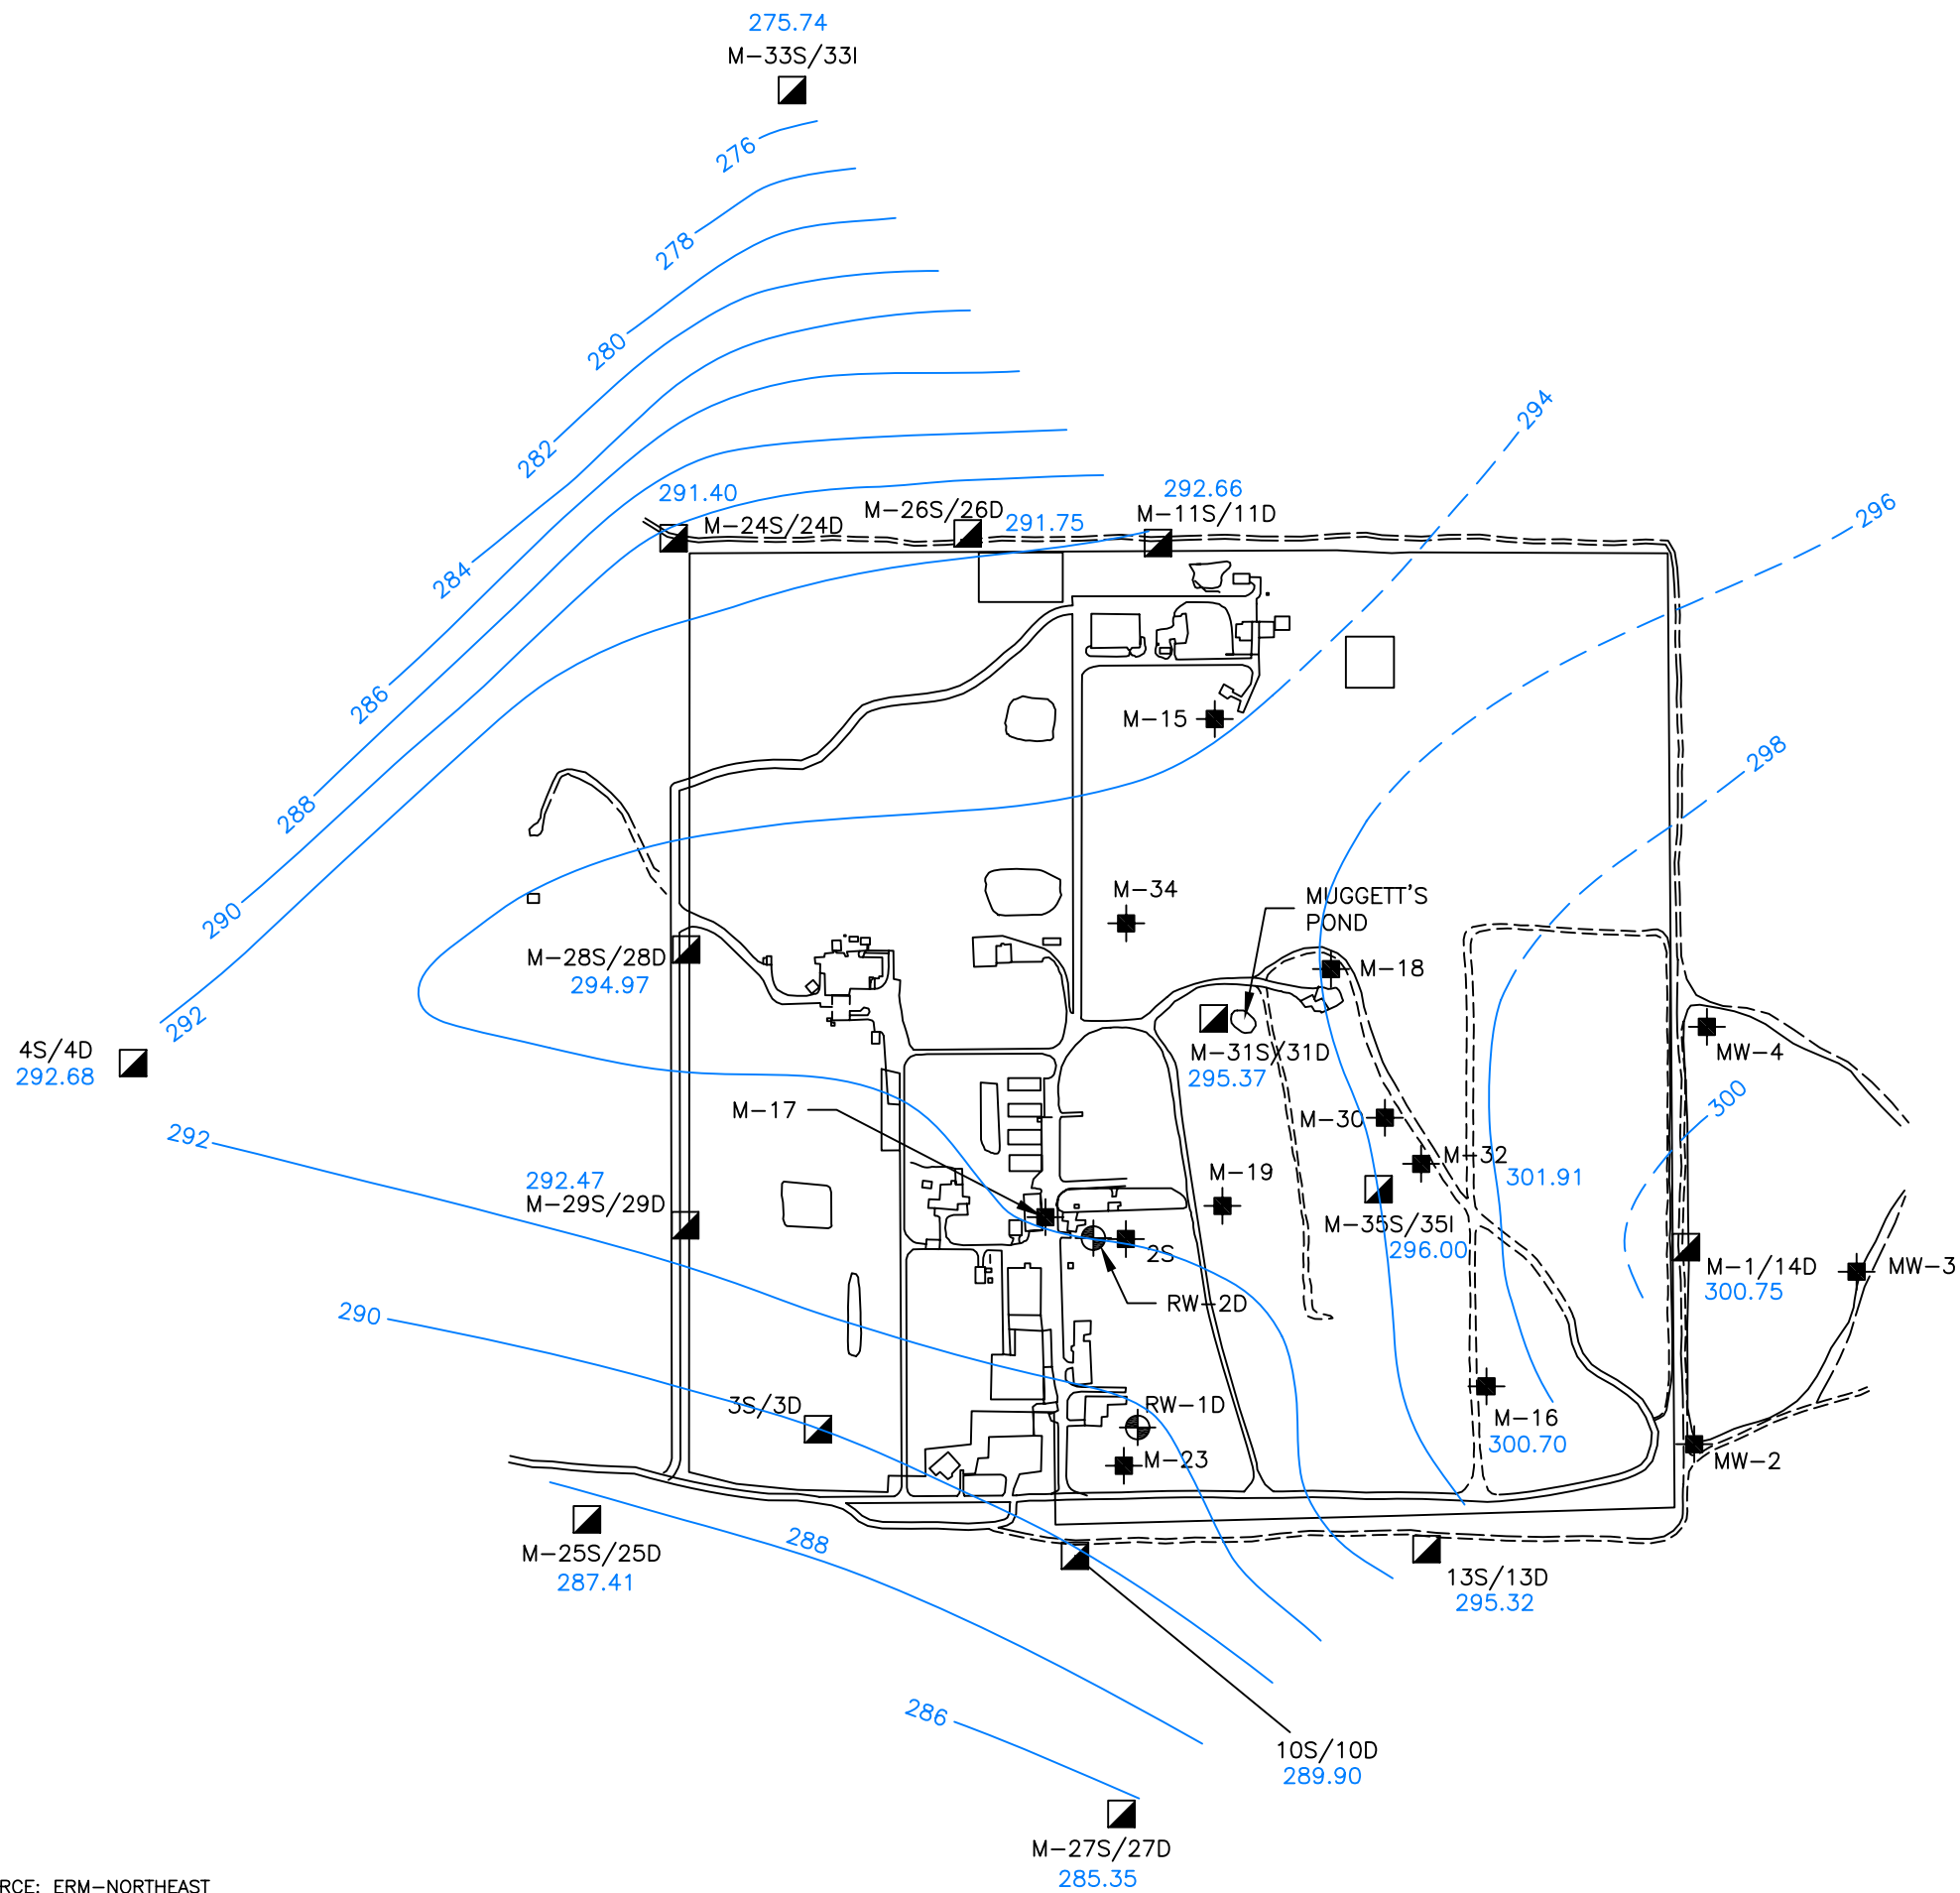 275.74
M-33S/33I
276
278
280
282
284
286
288
290
292
294
296
298
300
291.40
M-24S/24D
M-26S/26D
291.75
292.66
M-11S/11D
M-15
M-34
MUGGETT'S
POND
M-18
M-28S/28D
294.97
4S/4D
292.68
M-31S/31D
295.37
MW-4
M-17
M-30
M-32
301.91
292
292.47
M-29S/29D
M-19
M-35S/35I
296.00
2S
RW-2D
M-1/14D
300.75
MW-3
290
3S/3D
RW-1D
M-23
M-16
300.70
MW-2
M-25S/25D
287.41
288
13S/13D
295.32
286
10S/10D
289.90
M-27S/27D
285.35
RCE: ERM-NORTHEAST